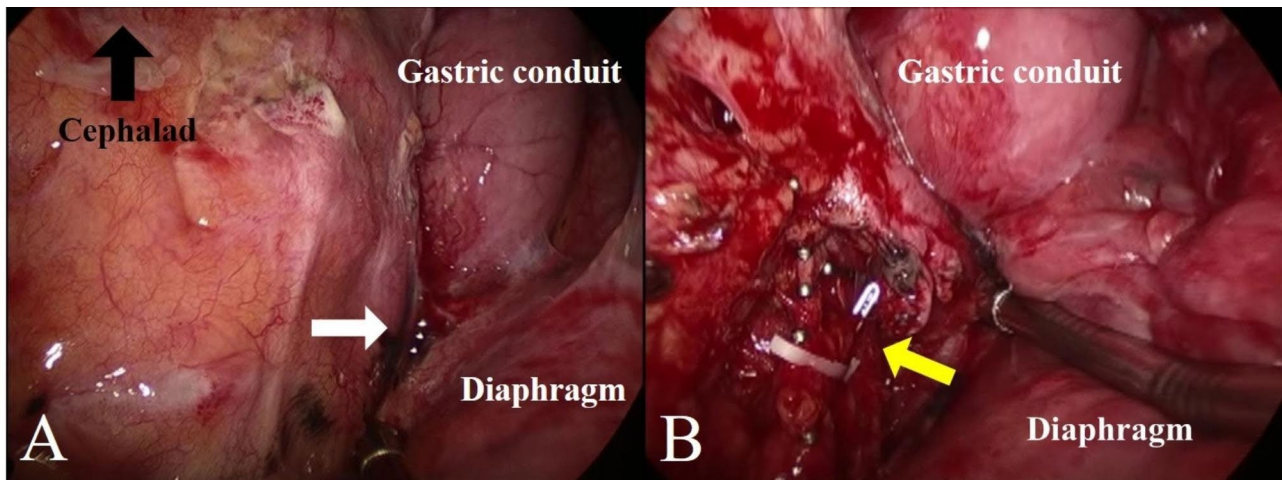 Gastric conduit
Cephalad
Diaphragm
A
Gastric conduit
Diaphragm
B